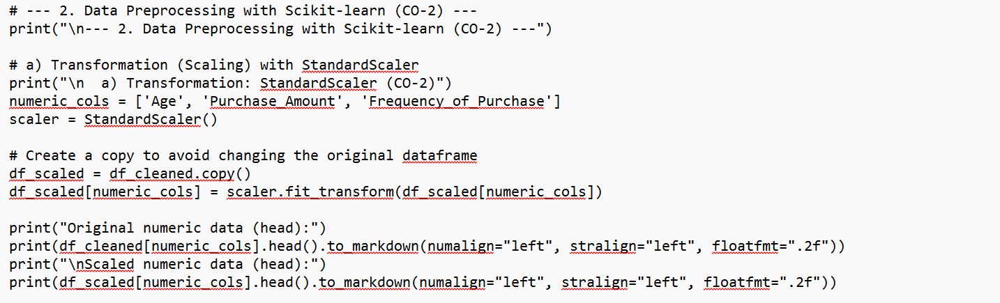 # --- 2. Data Preprocessing with Scikit-learn (CO-2) ---
print("\n--- 2. Data Preprocessing with Scikit-learn (CO-2) ---")
# a) Transformation (Scaling) with StandardScaler
print("\n  a) Transformation: StandardScaler (CO-2)")
numeric_cols = ['Age', 'Purchase_Amount', 'Frequency_of_Purchase']
scaler = StandardScaler()
# Create a copy to avoid changing the original dataframe
df_scaled = df_cleaned.copy()
df_scaled[numeric_cols] = scaler.fit_transform(df_scaled[numeric_cols])
print("Original numeric data (head):")
print(df_cleaned[numeric_cols].head().to_markdown(numalign="left", stralign="left", floatfmt=".2f"))
print("\nScaled numeric data (head):")
print(df_scaled[numeric_cols].head().to_markdown(numalign="left", stralign="left", floatfmt=".2f"))